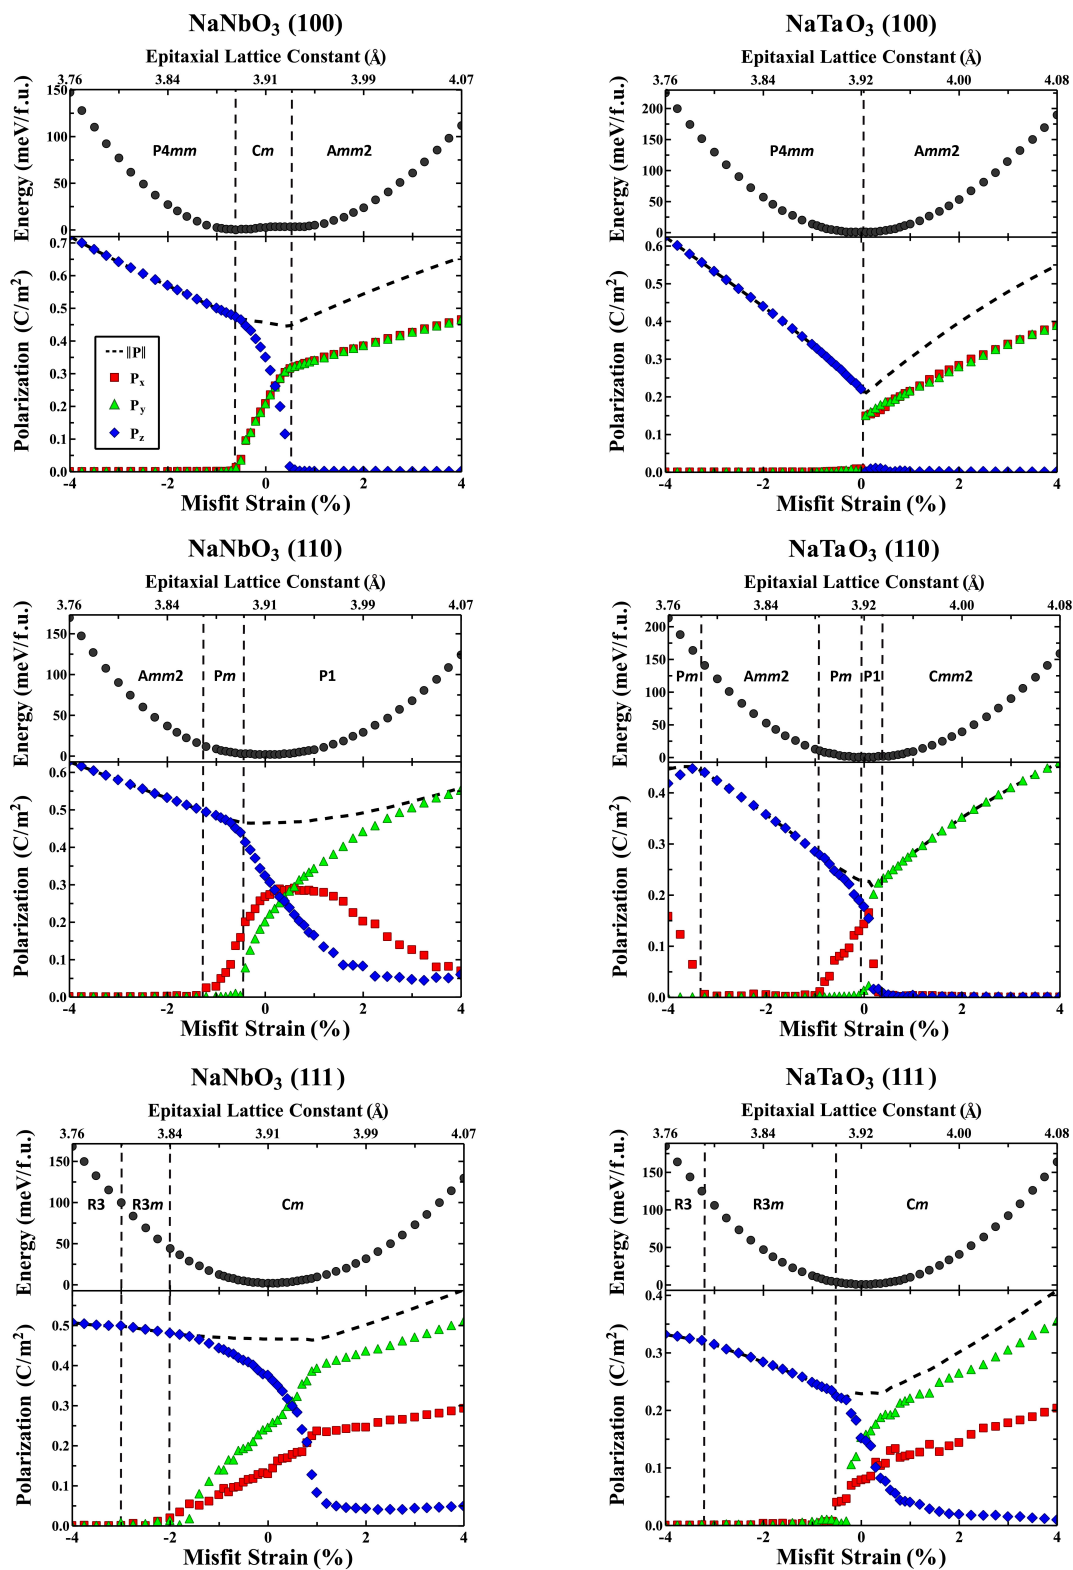 NaNbO3 (100)
Epitaxial Lattice Constant (Å)
3.76 3.84 3.91 3.99 4.07
Energy (meV/f.u.)
150
100
50
0
P4mm Cm Amm2
Polarization (C/m²)
0.7
0.6
0.5
0.4
0.3
0.2
0.1
0.0
||P||
Px
Py
Pz
-4 -2 0 2 4
Misfit Strain (%)
NaTaO3 (100)
Epitaxial Lattice Constant (Å)
3.76 3.84 3.92 4.00 4.08
Energy (meV/f.u.)
200
150
100
50
0
P4mm Amm2
Polarization (C/m²)
0.6
0.5
0.4
0.3
0.2
0.1
0.0
-4 -2 0 2 4
Misfit Strain (%)
NaNbO3 (110)
Epitaxial Lattice Constant (Å)
3.76 3.84 3.91 3.99 4.07
Energy (meV/f.u.)
150
100
50
0
Amm2 Pm P1
Polarization (C/m²)
0.6
0.5
0.4
0.3
0.2
0.1
0.0
-4 -2 0 2 4
Misfit Strain (%)
NaTaO3 (110)
Epitaxial Lattice Constant (Å)
3.76 3.84 3.92 4.00 4.08
Energy (meV/f.u.)
200
150
100
50
0
Pm Amm2 Pm P1 Cmm2
Polarization (C/m²)
0.4
0.3
0.2
0.1
0.0
-4 -2 0 2 4
Misfit Strain (%)
NaNbO3 (111)
Epitaxial Lattice Constant (Å)
3.76 3.84 3.91 3.99 4.07
Energy (meV/f.u.)
150
100
50
0
R3 R3m Cm
Polarization (C/m²)
0.5
0.4
0.3
0.2
0.1
0.0
-4 -2 0 2 4
Misfit Strain (%)
NaTaO3 (111)
Epitaxial Lattice Constant (Å)
3.76 3.84 3.92 4.00 4.08
Energy (meV/f.u.)
150
100
50
0
R3 R3m Cm
Polarization (C/m²)
0.4
0.3
0.2
0.1
0.0
-4 -2 0 2 4
Misfit Strain (%)